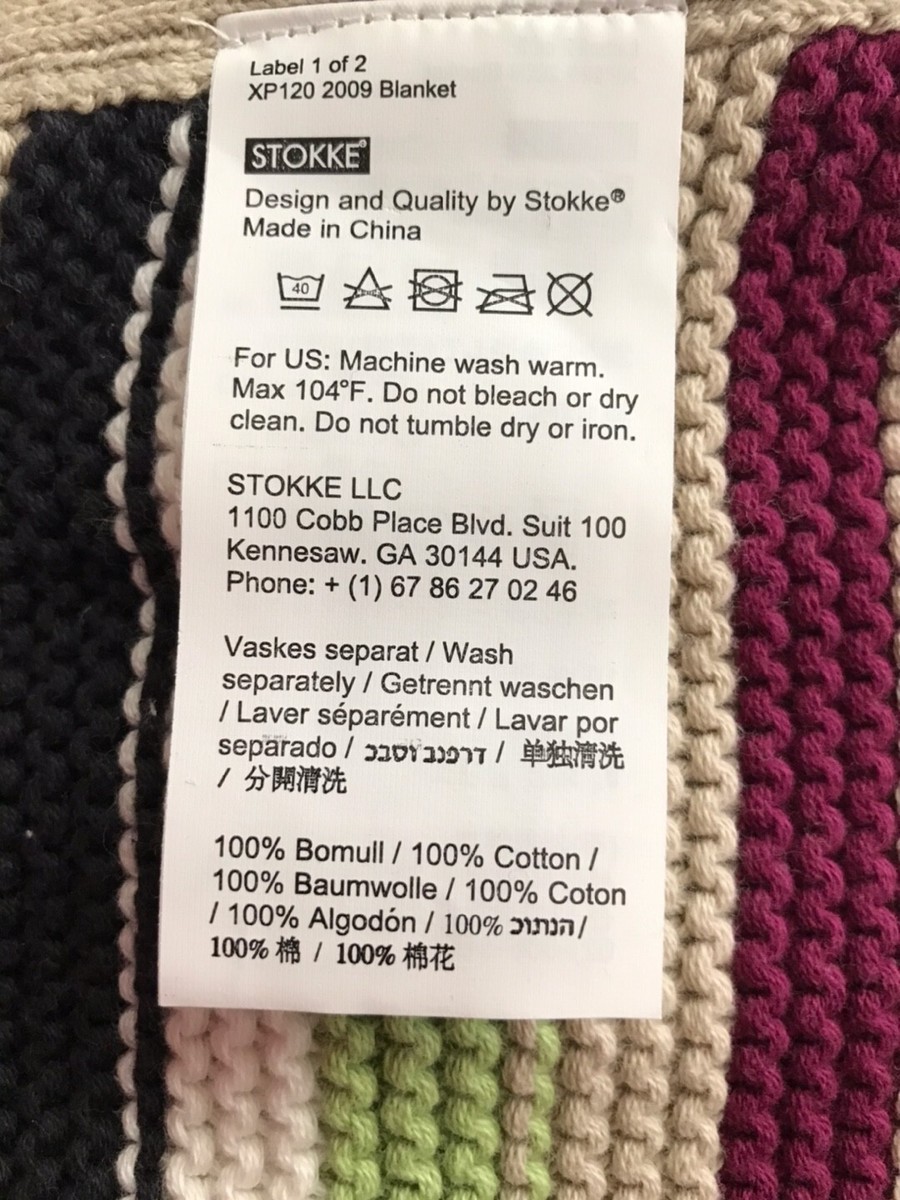 Label 1 of 2
XP120 2009 Blanket
STOKKE®
Design and Quality by Stokke®
Made in China
40
For US: Machine wash warm.
Max 104°F. Do not bleach or dry
clean. Do not tumble dry or iron.
STOKKE LLC
1100 Cobb Place Blvd. Suit 100
Kennesaw. GA 30144 USA.
Phone: + (1) 67 86 27 02 46
Vaskes separat / Wash
separately / Getrennt waschen
/ Laver séparément / Lavar por
separado / / 单独清洗
/ 分開清洗
100% Bomull / 100% Cotton /
100% Baumwolle / 100% Coton
/ 100% Algodón / 100% /
100% 棉 / 100% 棉花